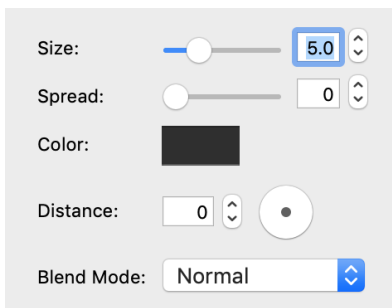 Size: 5.0
Spread: 0
Color:
Distance: 0
Blend Mode: Normal